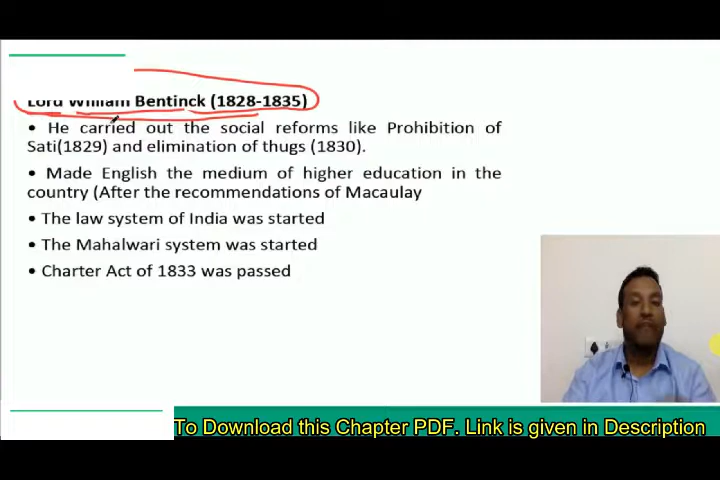 Lord William Bentinck (1828-1835)
• He carried out the social reforms like Prohibition of
Sati(1829) and elimination of thugs (1830).
• Made English the medium of higher education in the
country (After the recommendations of Macaulay
• The law system of India was started
• The Mahalwari system was started
• Charter Act of 1833 was passed
To Download this Chapter PDF. Link is given in Description